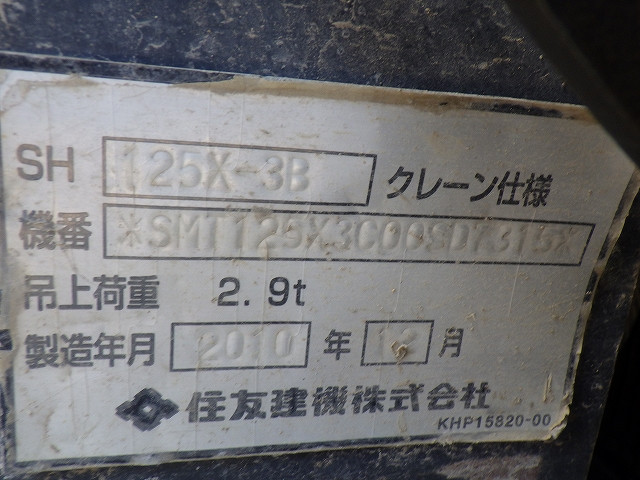 SH 125X-3B クレーン仕様
機番 *SMT125X3C00SD7315*
吊上荷重 2.9t
製造年月 2010 年 12 月
住友建機株式会社
KHP15820-00